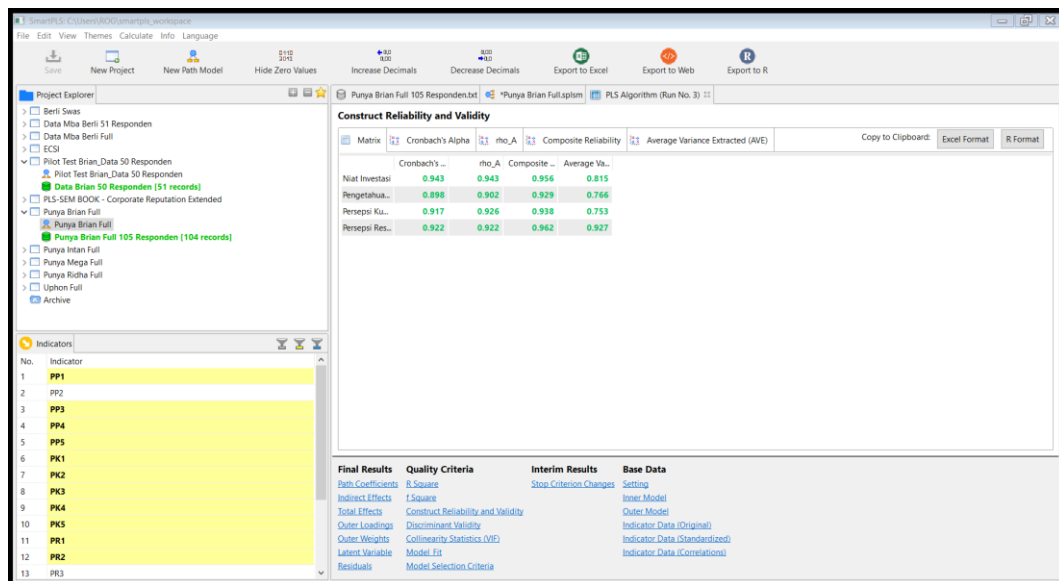 SmartPLS: C:\Users\ROG\smartpls_workspace
File Edit View Themes Calculate Info Language
Save New Project New Path Model Hide Zero Values Increase Decimals Decrease Decimals Export to Excel Export to Web Export to R
Project Explorer
Berli Swas
Data Mba Berli 51 Responden
Data Mba Berli Full
ECSI
Pilot Test Brian_Data 50 Responden
Pilot Test Brian_Data 50 Responden
Data Brian 50 Responden [51 records]
PLS-SEM BOOK - Corporate Reputation Extended
Punya Brian Full
Punya Brian Full
Punya Brian Full 105 Responden [104 records]
Punya Intan Full
Punya Mega Full
Punya Ridha Full
Uphon Full
Archive
Indicators
No. Indicator
1 PP1
2 PP2
3 PP3
4 PP4
5 PP5
6 PK1
7 PK2
8 PK3
9 PK4
10 PK5
11 PR1
12 PR2
13 PR3
Punya Brian Full 105 Responden.txt *Punya Brian Full.splsm PLS Algorithm (Run No. 3)
Construct Reliability and Validity
Matrix Cronbach's Alpha rho_A Composite Reliability Average Variance Extracted (AVE) Copy to Clipboard: Excel Format R Format
Cronbach's ... rho_A Composite ... Average Va...
Niat Investasi 0.943 0.943 0.956 0.815
Pengetahua... 0.898 0.902 0.929 0.766
Persepsi Ku... 0.917 0.926 0.938 0.753
Persepsi Res... 0.922 0.922 0.962 0.927
Final Results Quality Criteria Interim Results Base Data
Path Coefficients R Square Stop Criterion Changes Setting
Indirect Effects f Square Inner Model
Total Effects Construct Reliability and Validity Outer Model
Outer Loadings Discriminant Validity Indicator Data (Original)
Outer Weights Collinearity Statistics (VIF) Indicator Data (Standardized)
Latent Variable Model Fit Indicator Data (Correlations)
Residuals Model Selection Criteria